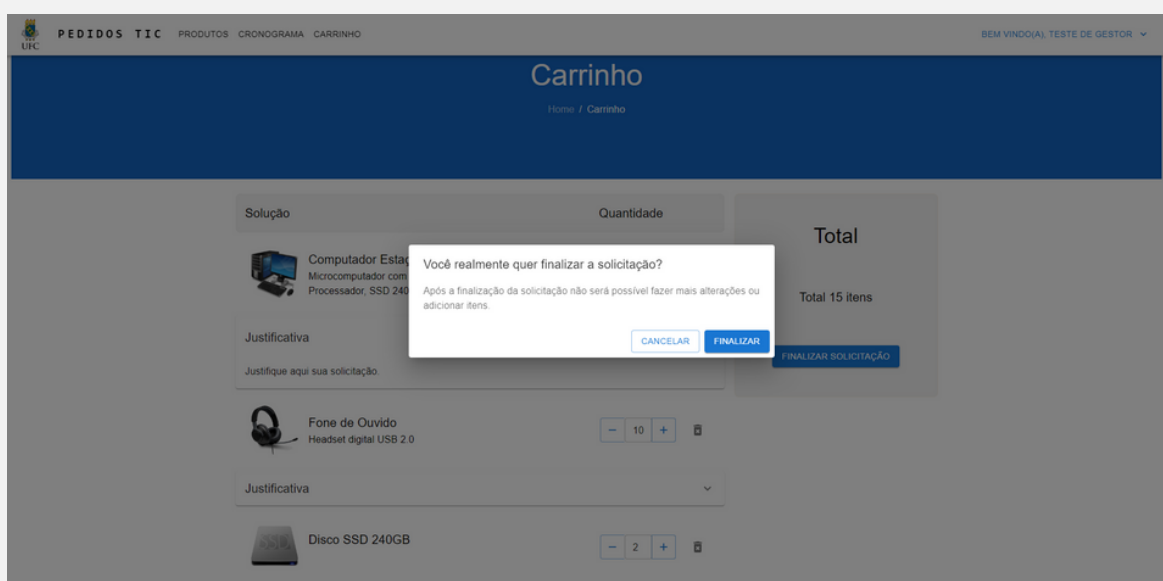 UFC
PEDIDOS TIC PRODUTOS CRONOGRAMA CARRINHO
BEM VINDO(A), TESTE DE GESTOR
Carrinho
Home / Carrinho
Solução Quantidade
Computador Estaç
Microcomputador com
Processador, SSD 240
Justificativa
Justifique aqui sua solicitação.
Fone de Ouvido
Headset digital USB 2.0
- 10 +
Justificativa
Disco SSD 240GB
SSD
- 2 +
Total
Total 15 itens
FINALIZAR SOLICITAÇÃO
Você realmente quer finalizar a solicitação?
Após a finalização da solicitação não será possível fazer mais alterações ou
adicionar itens.
CANCELAR FINALIZAR